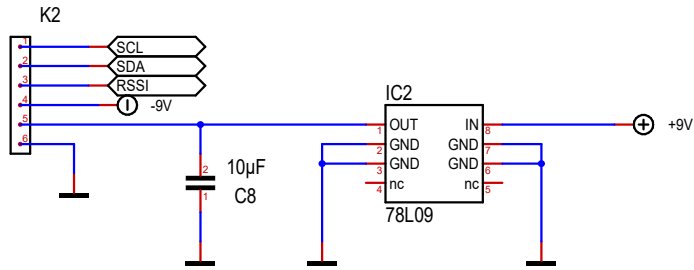 K2
1 SCL
2 SDA
3 RSSI
4 -9V
5
6
2 10µF
1 C8
IC2
1 OUT IN 8
2 GND GND 7
3 GND GND 6
4 nc nc 5
78L09
+9V